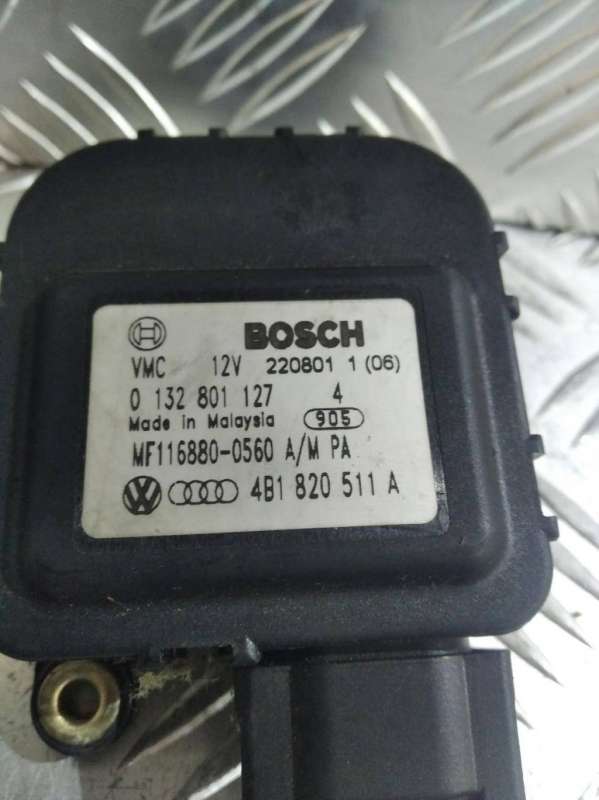 BOSCH
VMC 12V 220801 1 (06)
0 132 801 127 4
Made in Malaysia 905
MF116880-0560 A/M PA
4B1 820 511 A